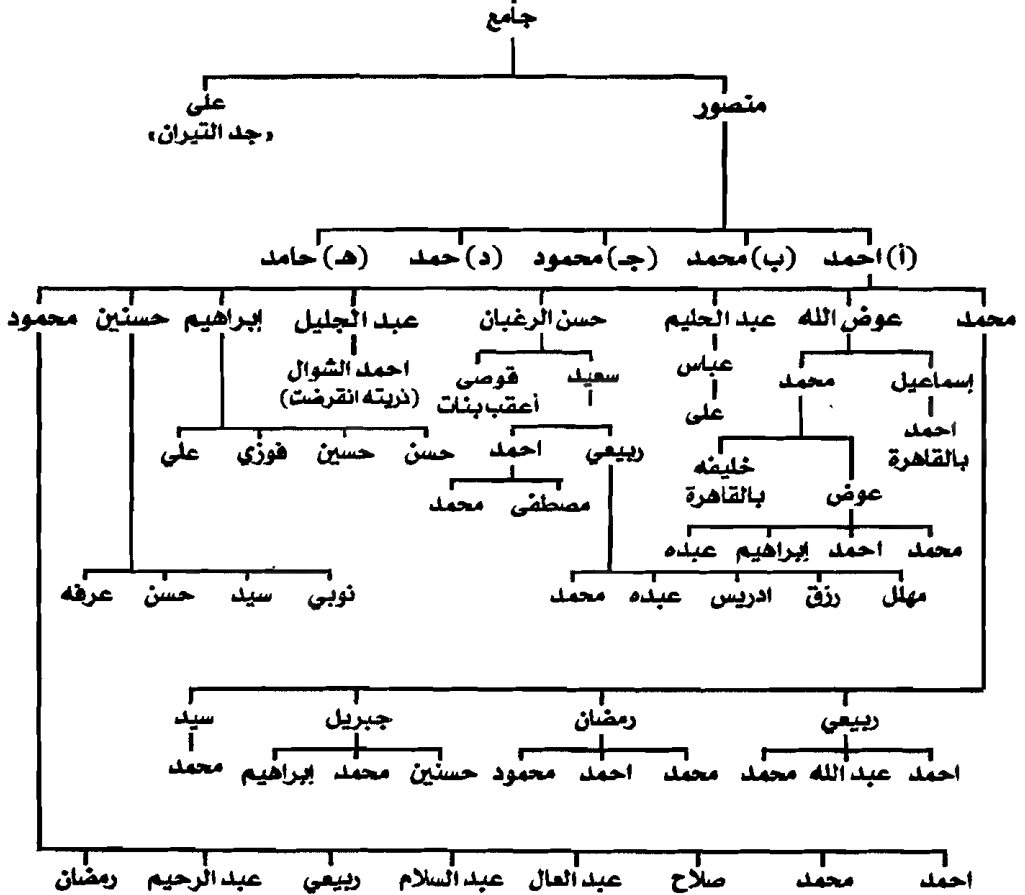 جامع
منصور على
«جد التيران»
(أ) احمد (ب) محمد (جـ) محمود (د) حمد (هـ) حامد
محمد عوض الله عبد الحليم حسن الرغبان عبد الجليل إبراهيم حسنين محمود
إسماعيل محمد عباس سعيد قوصى احمد الشوال
أعقب بنات (ذريته انقرضت)
احمد على
بالقاهرة
ربيعي احمد حسن حسين فوزي علي
خليفه
بالقاهرة
عوض مصطفى محمد
محمد احمد إبراهيم عبده
مهلل رزق ادريس عبده محمد نوبي سيد حسن عرفه
ربيعي رمضان جبريل سيد
احمد عبد الله محمد محمد احمد محمود حسنين محمد إبراهيم محمد
احمد محمد صلاح عبد العال عبد السلام ربيعي عبد الرحيم رمضان